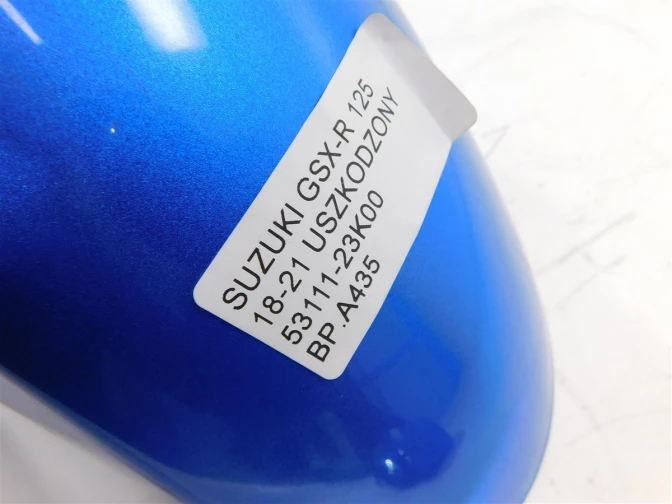 SUZUKI GSX-R 125
18-21 USZKODZONY
53111-23K00
BP.A435